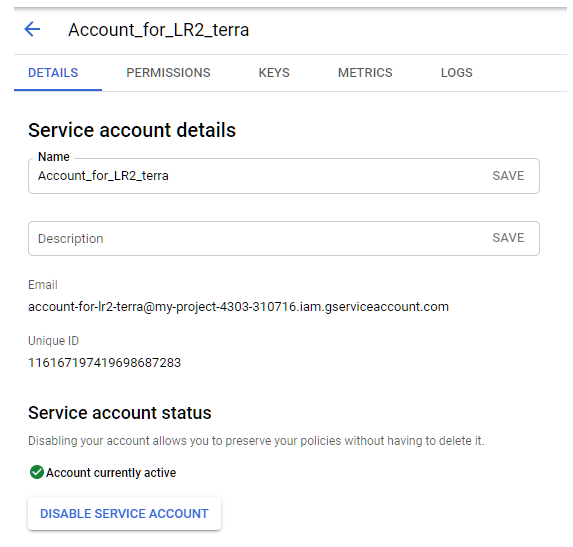 Account_for_LR2_terra
DETAILS PERMISSIONS KEYS METRICS LOGS
Service account details
Name
Account_for_LR2_terra SAVE
Description SAVE
Email
account-for-lr2-terra@my-project-4303-310716.iam.gserviceaccount.com
Unique ID
116167197419698687283
Service account status
Disabling your account allows you to preserve your policies without having to delete it.
Account currently active
DISABLE SERVICE ACCOUNT